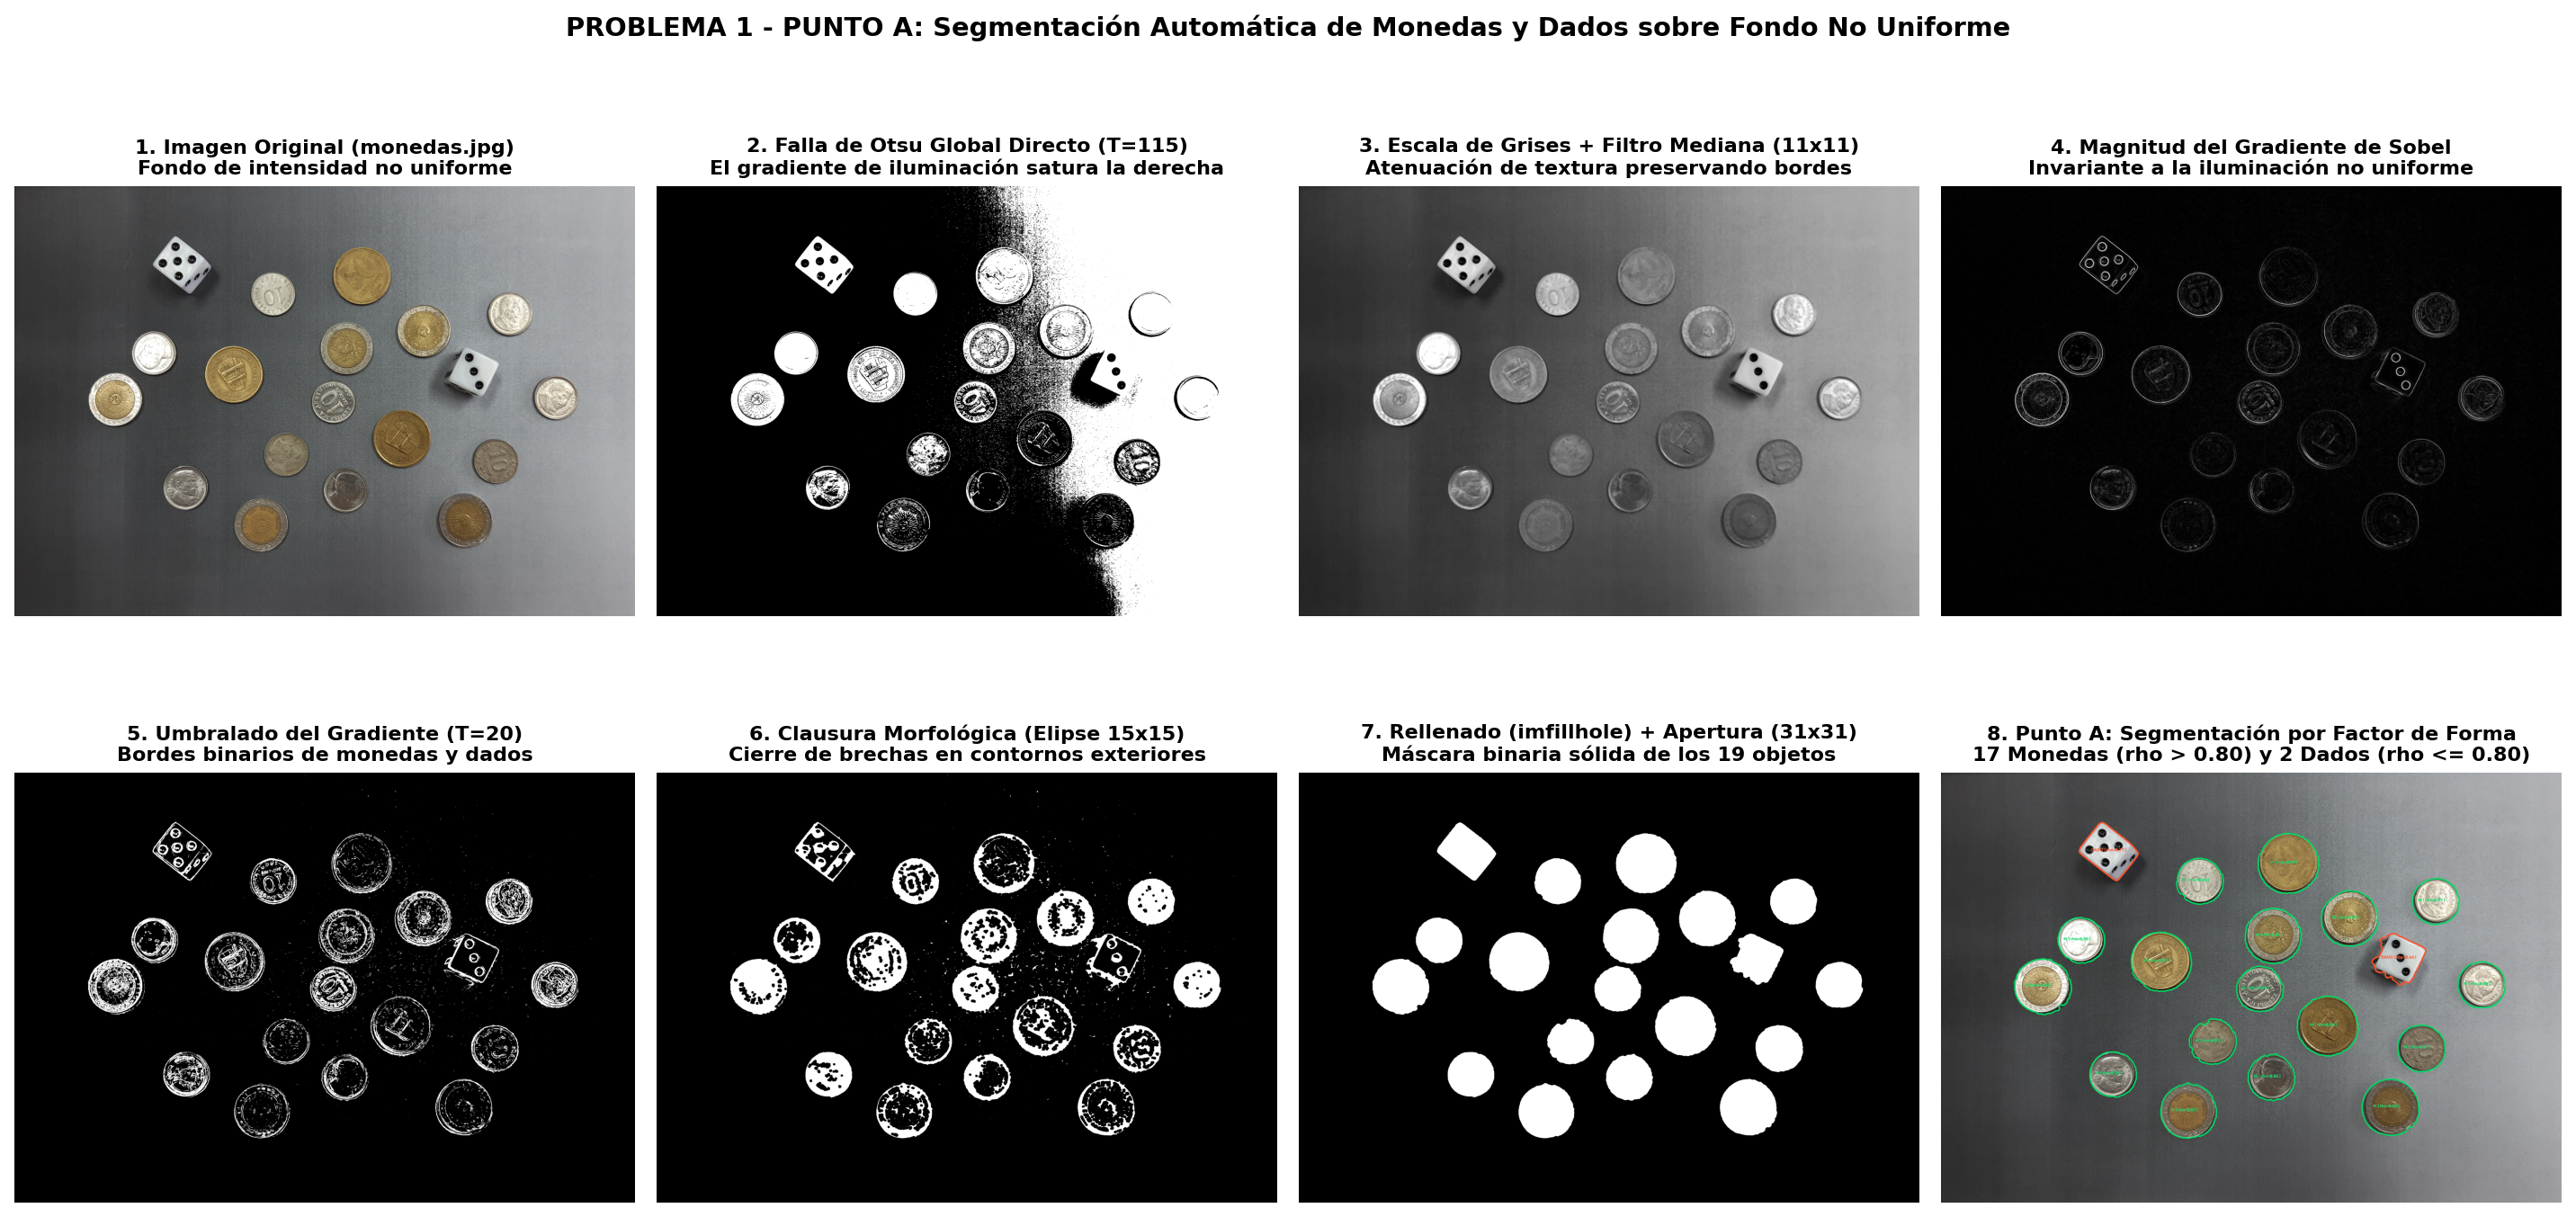 PROBLEMA 1 - PUNTO A: Segmentación Automática de Monedas y Dados sobre Fondo No Uniforme
1. Imagen Original (monedas.jpg)
Fondo de intensidad no uniforme
2. Falla de Otsu Global Directo (T=115)
El gradiente de iluminación satura la derecha
3. Escala de Grises + Filtro Mediana (11x11)
Atenuación de textura preservando bordes
4. Magnitud del Gradiente de Sobel
Invariante a la iluminación no uniforme
5. Umbralado del Gradiente (T=20)
Bordes binarios de monedas y dados
6. Clausura Morfológica (Elipse 15x15)
Cierre de brechas en contornos exteriores
7. Rellenado (imfillhole) + Apertura (31x31)
Máscara binaria sólida de los 19 objetos
8. Punto A: Segmentación por Factor de Forma
17 Monedas (rho > 0.80) y 2 Dados (rho <= 0.80)